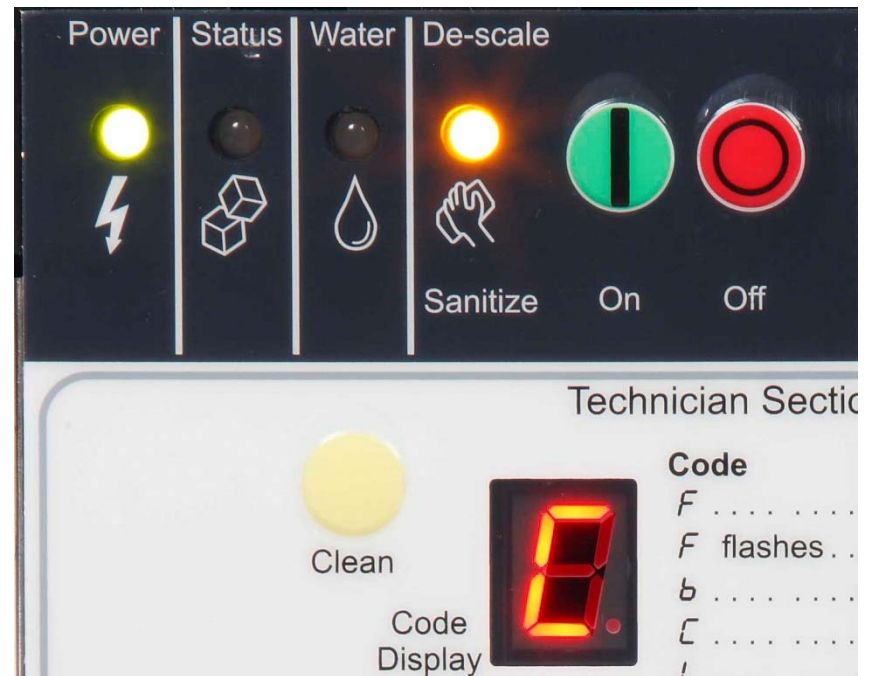 Power Status Water De-scale
Sanitize On Off
Technician Sectio
Clean
Code Display
C
Code
F . . . . . . . .
F flashes . .
b . . . . . . . .
C . . . . . . . .